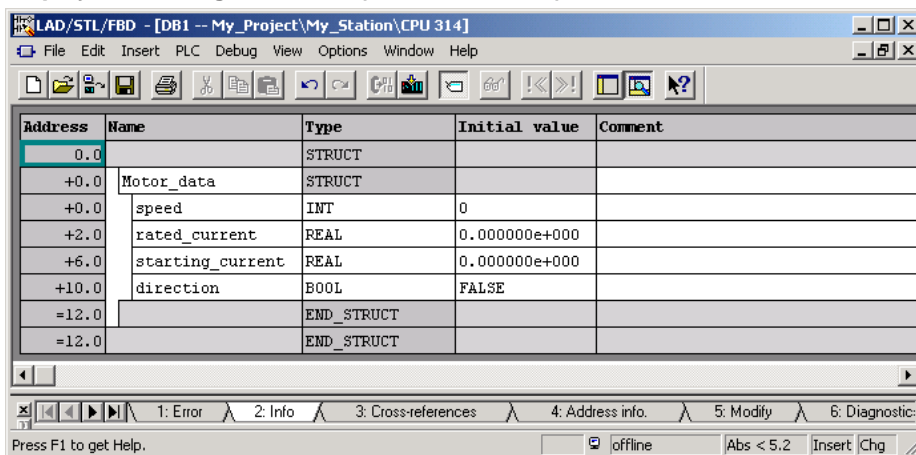 LAD/STL/FBD - [DB1 -- My_Project\My_Station\CPU 314]
File Edit Insert PLC Debug View Options Window Help
Address Name Type Initial value Comment
0.0 STRUCT
+0.0 Motor_data STRUCT
+0.0 speed INT 0
+2.0 rated_current REAL 0.000000e+000
+6.0 starting_current REAL 0.000000e+000
+10.0 direction BOOL FALSE
=12.0 END_STRUCT
=12.0 END_STRUCT
1: Error 2: Info 3: Cross-references 4: Address info. 5: Modify 6: Diagnostic
Press F1 to get Help. offline Abs < 5.2 Insert Chg